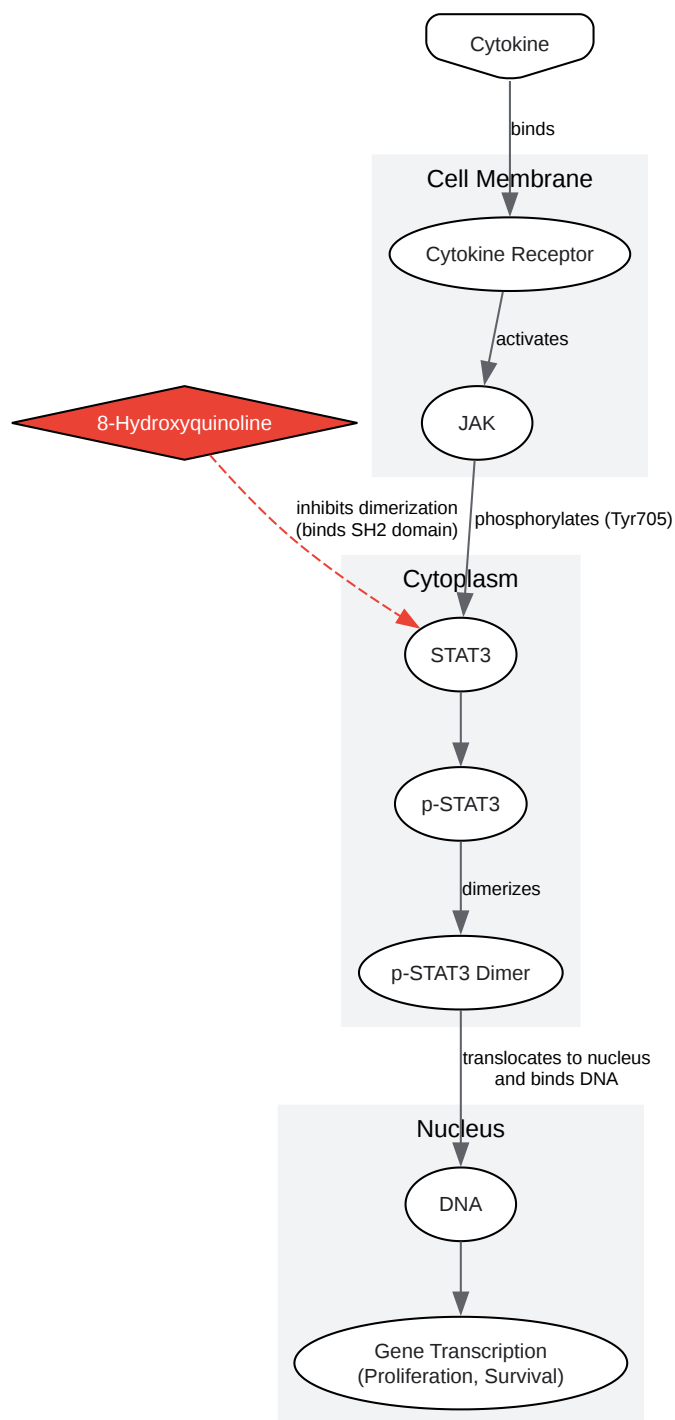 Cytokine
binds
Cell Membrane
Cytokine Receptor
activates
8-Hydroxyquinoline
JAK
inhibits dimerization
(binds SH2 domain)
phosphorylates (Tyr705)
Cytoplasm
STAT3
p-STAT3
dimerizes
p-STAT3 Dimer
translocates to nucleus
and binds DNA
Nucleus
DNA
Gene Transcription
(Proliferation, Survival)